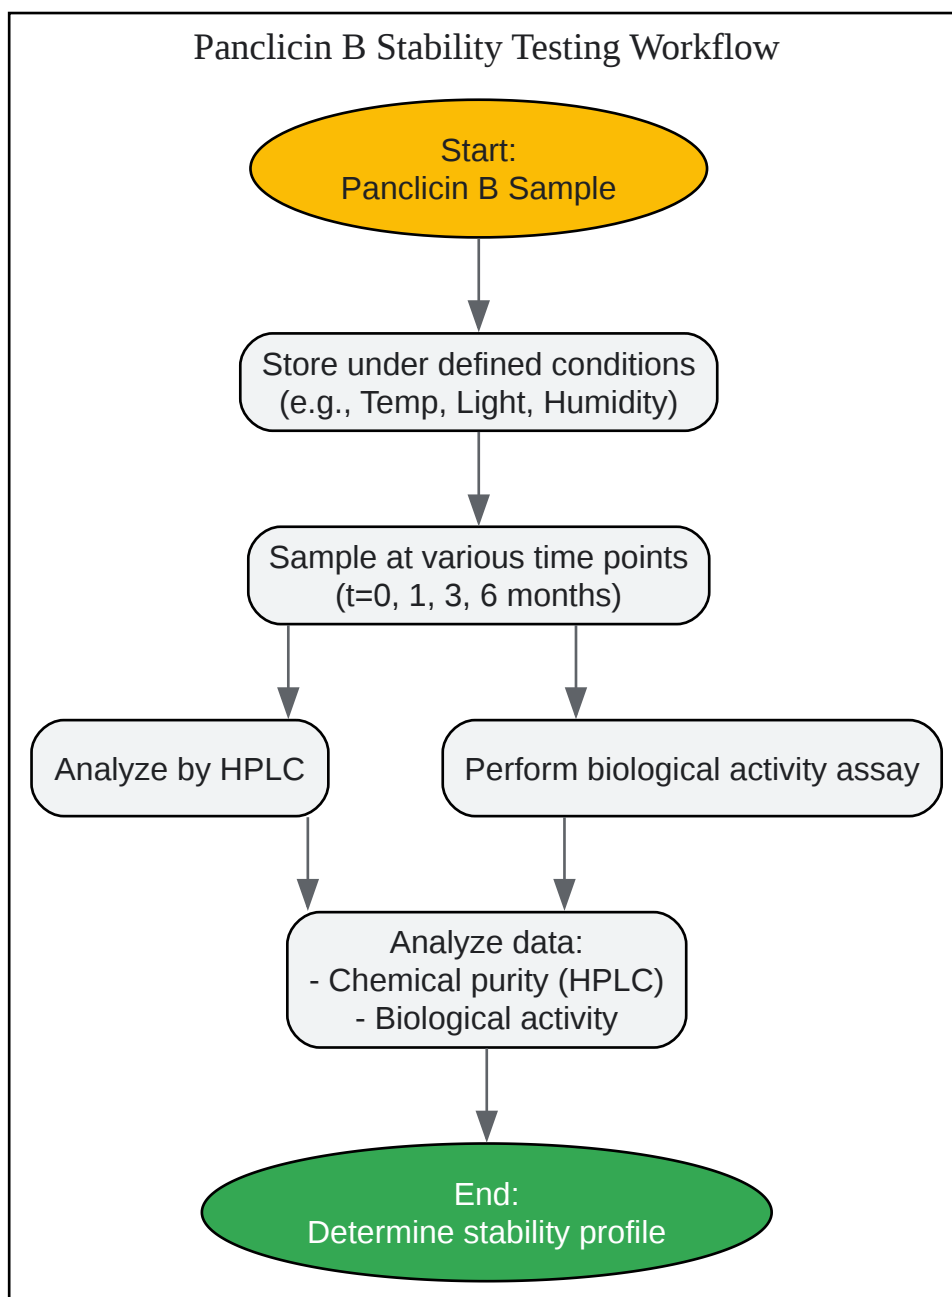 Panclicin B Stability Testing Workflow
Start:
Panclicin B Sample
Store under defined conditions
(e.g., Temp, Light, Humidity)
Sample at various time points
(t=0, 1, 3, 6 months)
Analyze by HPLC
Perform biological activity assay
Analyze data:
- Chemical purity (HPLC)
- Biological activity
End:
Determine stability profile